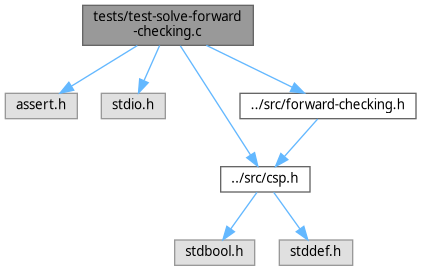 tests/test-solve-forward
-checking.c
assert.h
stdio.h
../src/forward-checking.h
../src/csp.h
stdbool.h
stddef.h